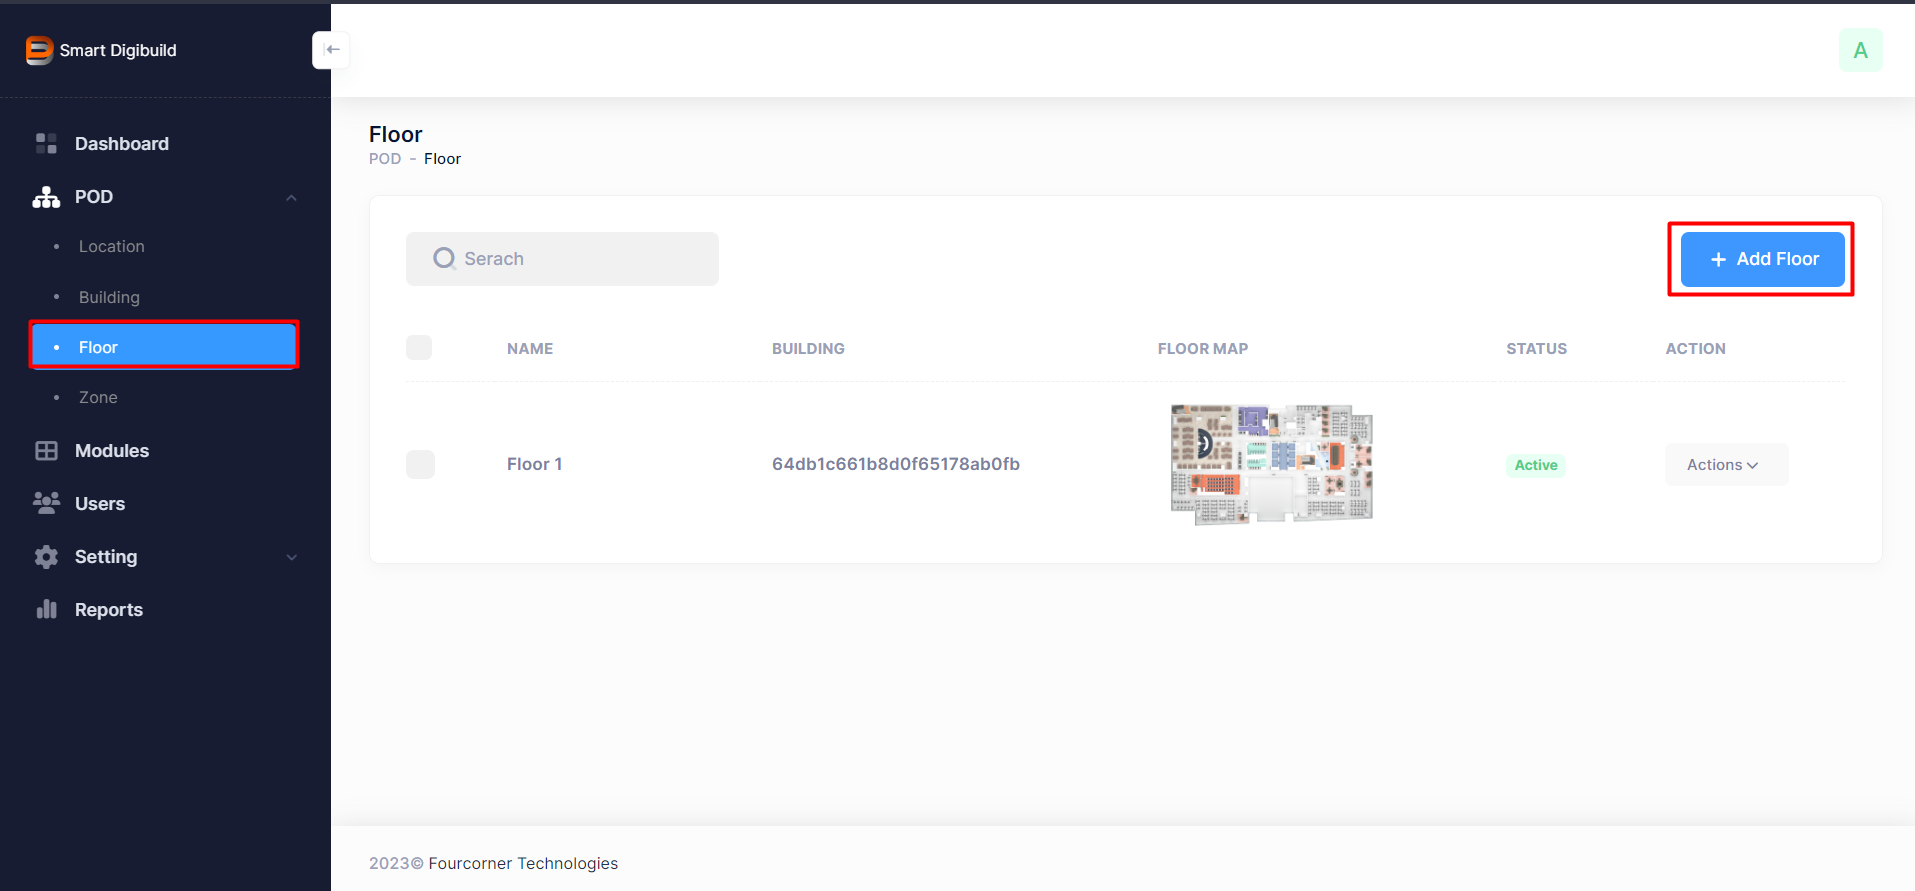 Smart Digibuild
A
Dashboard
POD
Location
Building
Floor
Zone
Modules
Users
Setting
Reports
Floor
POD - Floor
Serach
+ Add Floor
NAME BUILDING FLOOR MAP STATUS ACTION
Floor 1 64db1c661b8d0f65178ab0fb Active Actions
2023© Fourcorner Technologies